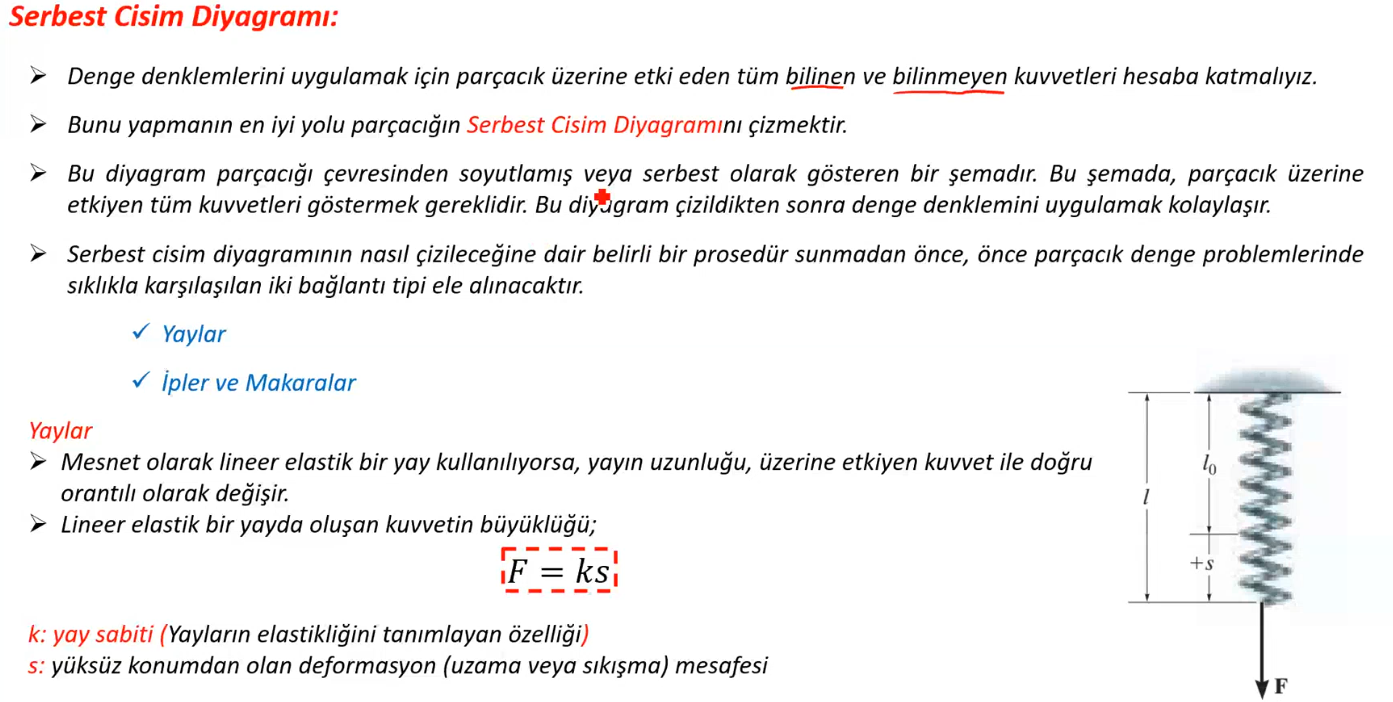 Serbest Cisim Diyagramı:
➢ Denge denklemlerini uygulamak için parçacık üzerine etki eden tüm bilinen ve bilinmeyen kuvvetleri hesaba katmalıyız.
➢ Bunu yapmanın en iyi yolu parçacığın Serbest Cisim Diyagramını çizmektir.
➢ Bu diyagram parçacığı çevresinden soyutlamış veya serbest olarak gösteren bir şemadır. Bu şemada, parçacık üzerine
etkiyen tüm kuvvetleri göstermek gereklidir. Bu diyagram çizildikten sonra denge denklemini uygulamak kolaylaşır.
➢ Serbest cisim diyagramının nasıl çizileceğine dair belirli bir prosedür sunmadan önce, önce parçacık denge problemlerinde
sıklıkla karşılaşılan iki bağlantı tipi ele alınacaktır.
✓ Yaylar
✓ İpler ve Makaralar
Yaylar
➢ Mesnet olarak lineer elastik bir yay kullanılıyorsa, yayın uzunluğu, üzerine etkiyen kuvvet ile doğru
orantılı olarak değişir.
➢ Lineer elastik bir yayda oluşan kuvvetin büyüklüğü;
F = ks
k: yay sabiti (Yayların elastikliğini tanımlayan özelliği)
s: yüksüz konumdan olan deformasyon (uzama veya sıkışma) mesafesi
l₀
l
+s
F